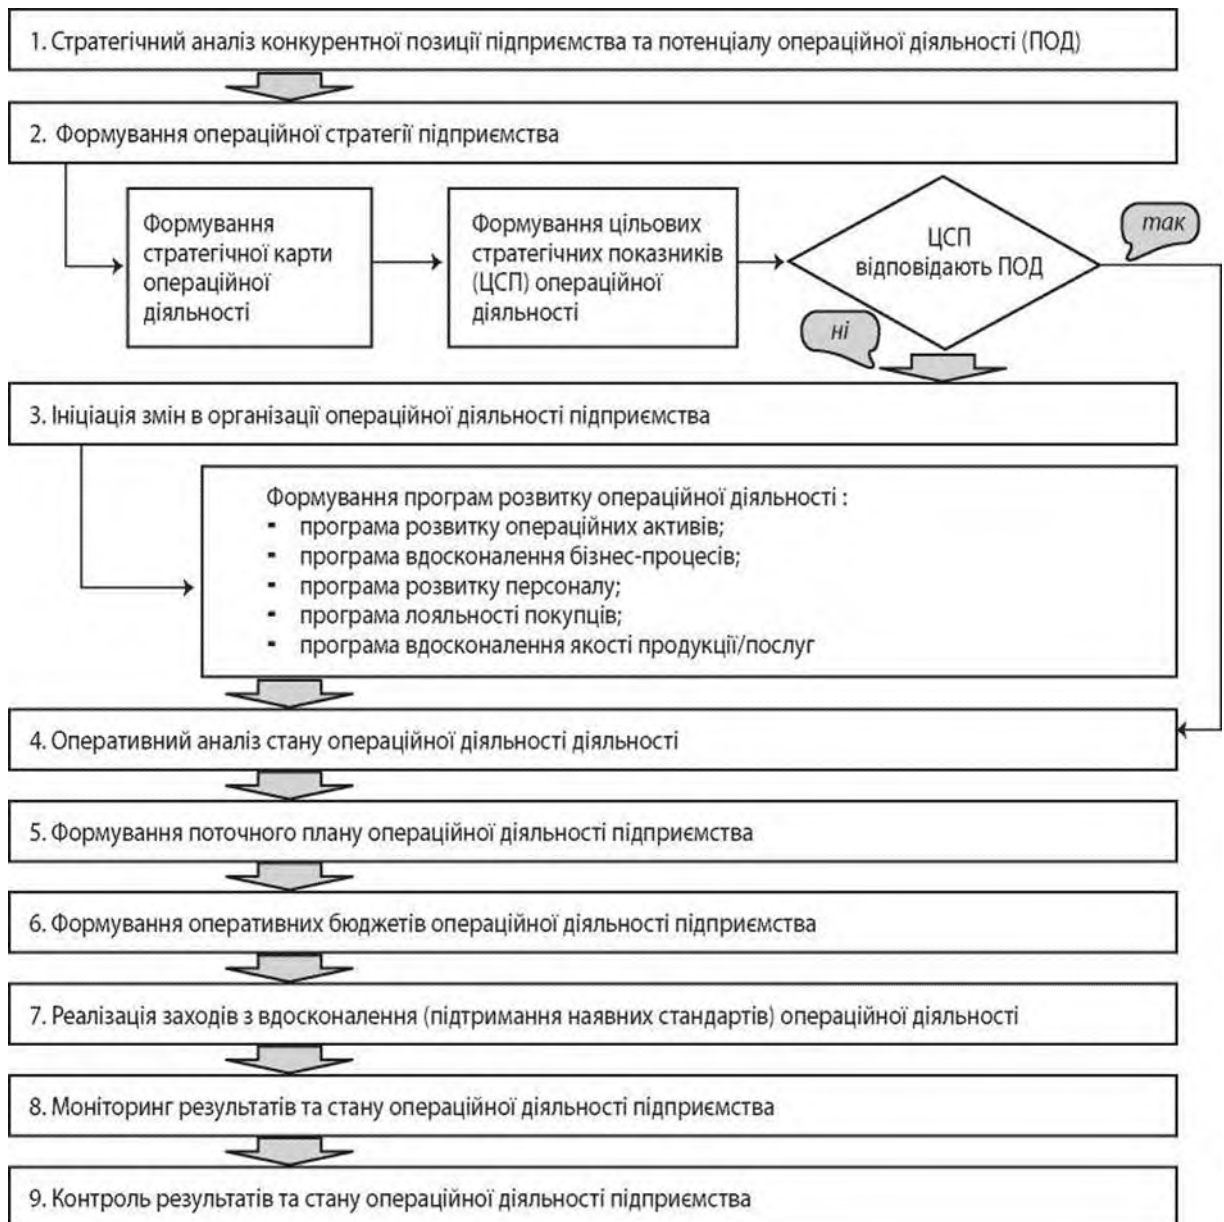 1. Стратегічний аналіз конкурентної позиції підприємства та потенціалу операційної діяльності (ПОД)
2. Формування операційної стратегії підприємства
Формування
стратегічної карти
операційної
діяльності
Формування цільових
стратегічних показників
(ЦСП) операційної
діяльності
ЦСП
відповідають ПОД
так
ні
3. Ініціація змін в організації операційної діяльності підприємства
Формування програм розвитку операційної діяльності :
▪ програма розвитку операційних активів;
▪ програма вдосконалення бізнес-процесів;
▪ програма розвитку персоналу;
▪ програма лояльності покупців;
▪ програма вдосконалення якості продукції/послуг
4. Оперативний аналіз стану операційної діяльності діяльності
5. Формування поточного плану операційної діяльності підприємства
6. Формування оперативних бюджетів операційної діяльності підприємства
7. Реалізація заходів з вдосконалення (підтримання наявних стандартів) операційної діяльності
8. Моніторинг результатів та стану операційної діяльності підприємства
9. Контроль результатів та стану операційної діяльності підприємства